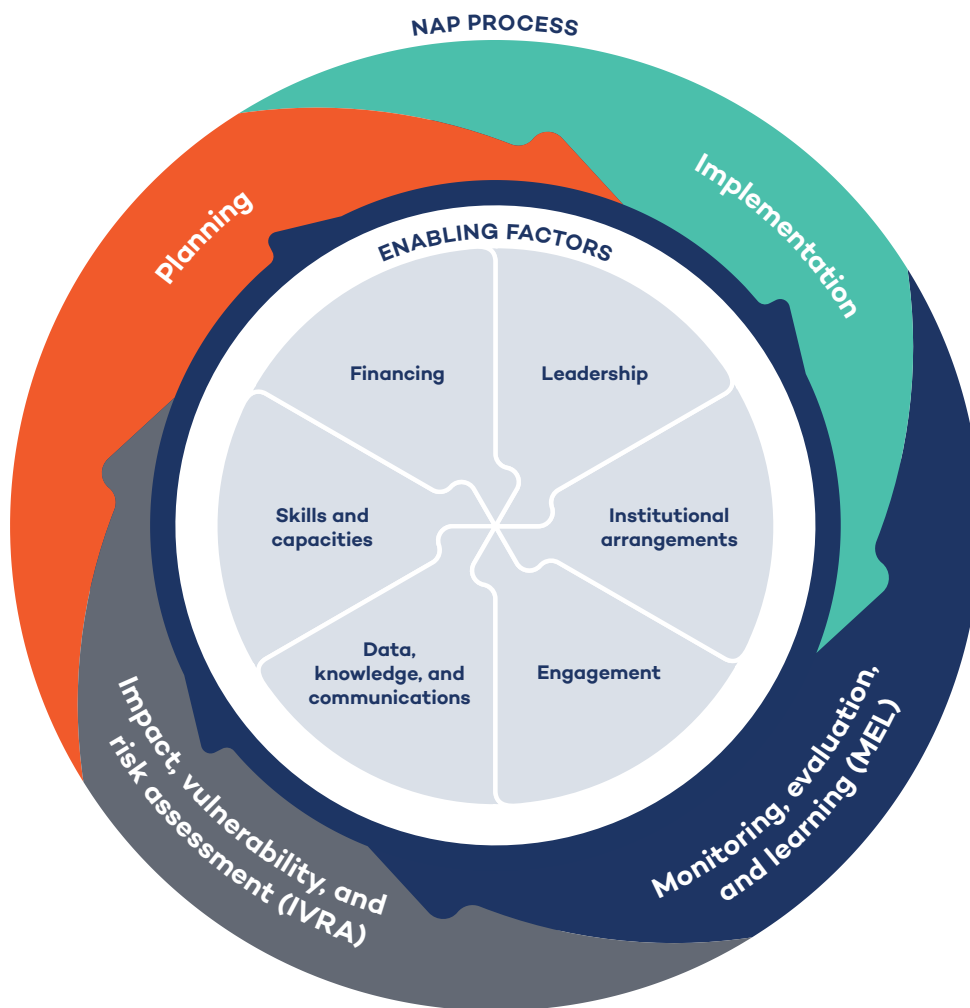 NAP PROCESS
Planning
Implementation
ENABLING FACTORS
Financing
Leadership
Skills and
capacities
Institutional
arrangements
Data,
knowledge, and
communications
Engagement
Impact, vulnerability, and
risk assessment (IVRA)
Monitoring, evaluation,
and learning (MEL)